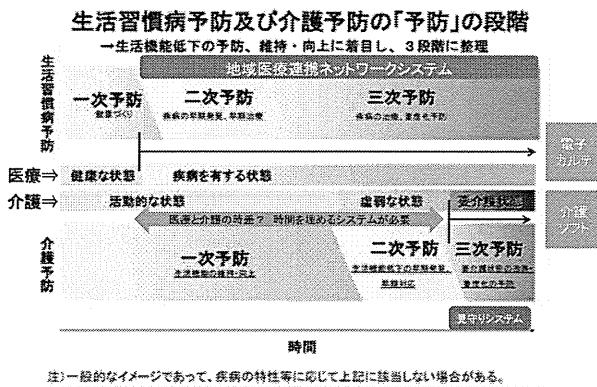 生活習慣病予防及び介護予防の「予防」の段階
→生活機能低下の予防、維持・向上に着目し、3段階に整理
生活習慣病予防
地域医療連携ネットワークシステム
一次予防
健康づくり
二次予防
疾病の早期発見、早期治療
三次予防
疾病の治療、重度化予防
電子カルテ
医療⇒
健康な状態
疾病を有する状態
介護⇒
活動的な状態
虚弱な状態
要介護状態
医療と介護の時差? 時間を埋めるシステムが必要
介護ソフト
介護予防
一次予防
生活機能の維持・向上
二次予防
生活機能低下の早期発見、
早期対応
三次予防
要介護状態の改善・
重度化の予防
見守りシステム
時間
注)一般的なイメージであって、疾病の特性等に応じて上記に該当しない場合がある。